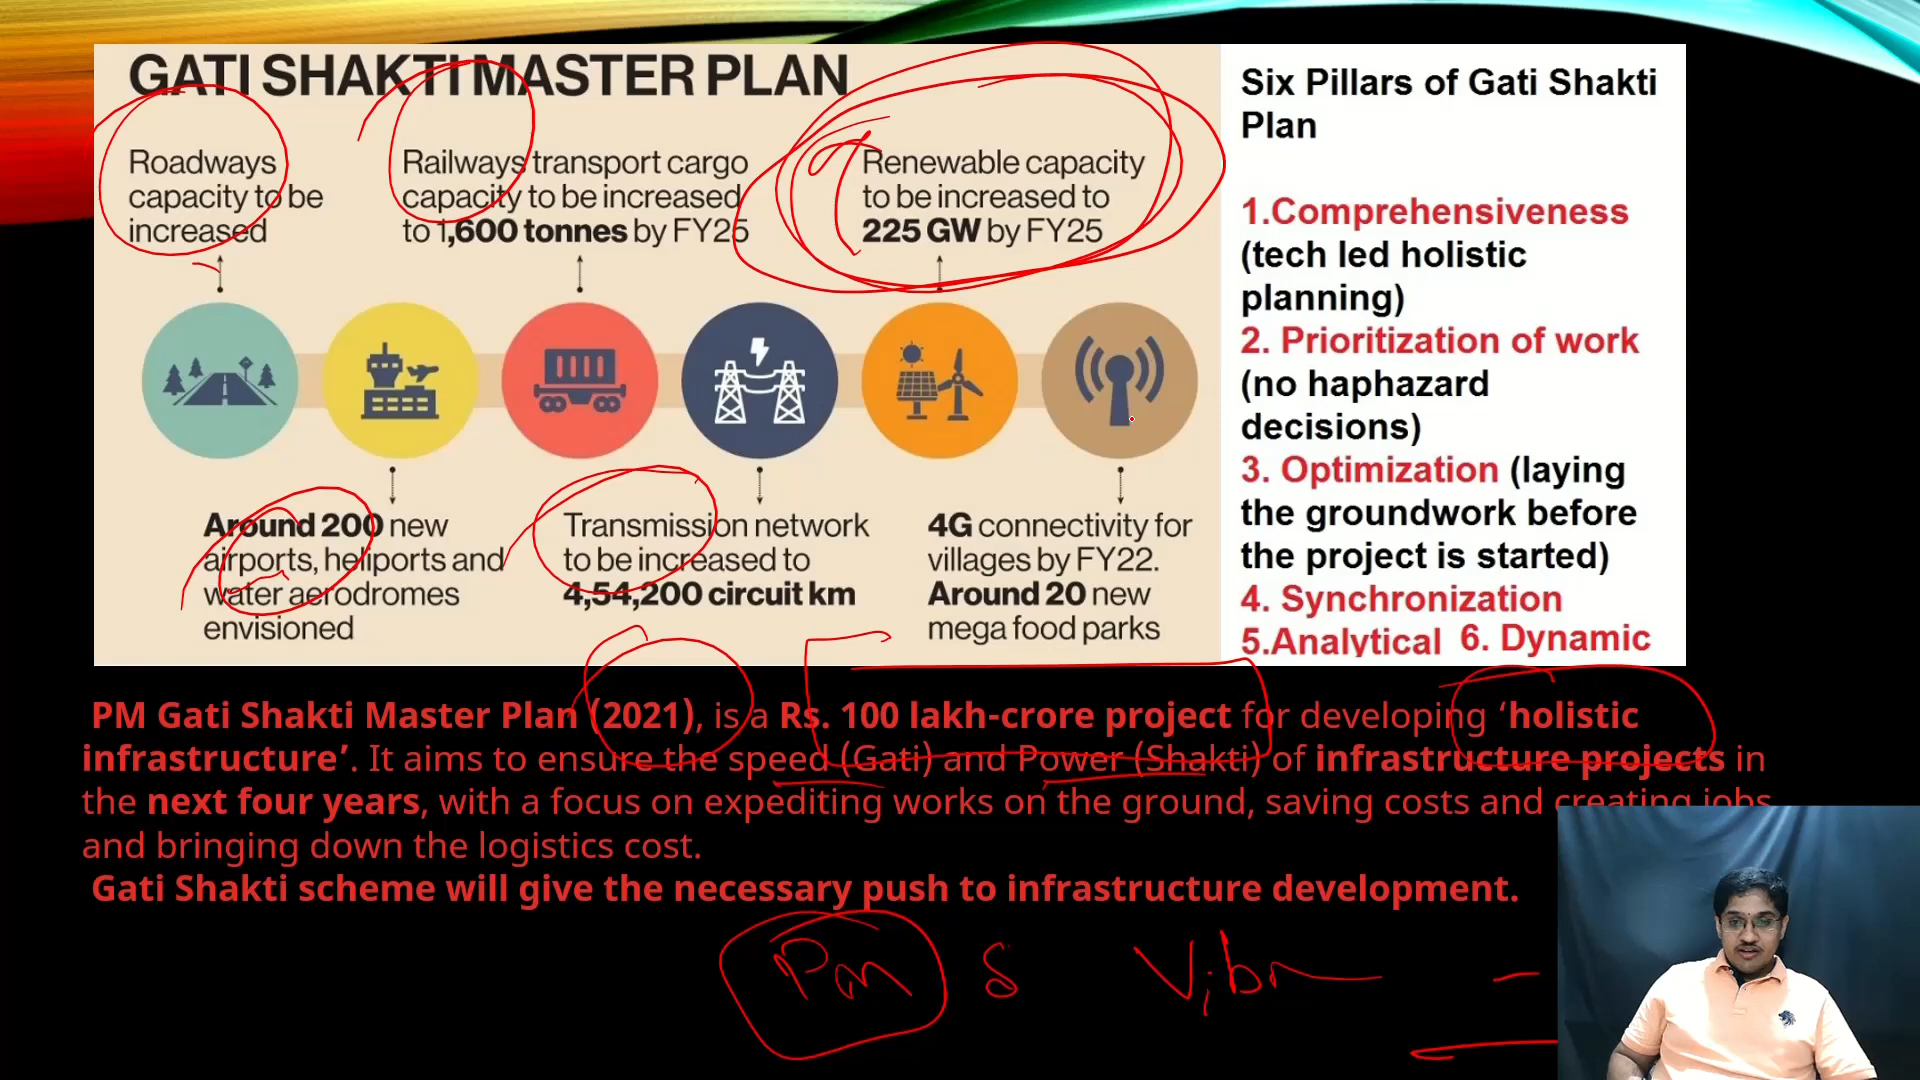 GATI SHAKTI MASTER PLAN
Roadways
capacity to be
increased
Railways transport cargo
capacity to be increased
to 1,600 tonnes by FY25
Renewable capacity
to be increased to
225 GW by FY25
Around 200 new
airports, heliports and
water aerodromes
envisioned
Transmission network
to be increased to
4,54,200 circuit km
4G connectivity for
villages by FY22.
Around 20 new
mega food parks
Six Pillars of Gati Shakti
Plan
1.Comprehensiveness
(tech led holistic
planning)
2. Prioritization of work
(no haphazard
decisions)
3. Optimization (laying
the groundwork before
the project is started)
4. Synchronization
5.Analytical 6. Dynamic
PM Gati Shakti Master Plan (2021), is a Rs. 100 lakh-crore project for developing ‘holistic
infrastructure’. It aims to ensure the speed (Gati) and Power (Shakti) of infrastructure projects in
the next four years, with a focus on expediting works on the ground, saving costs and creating jobs
and bringing down the logistics cost.
Gati Shakti scheme will give the necessary push to infrastructure development.
PM